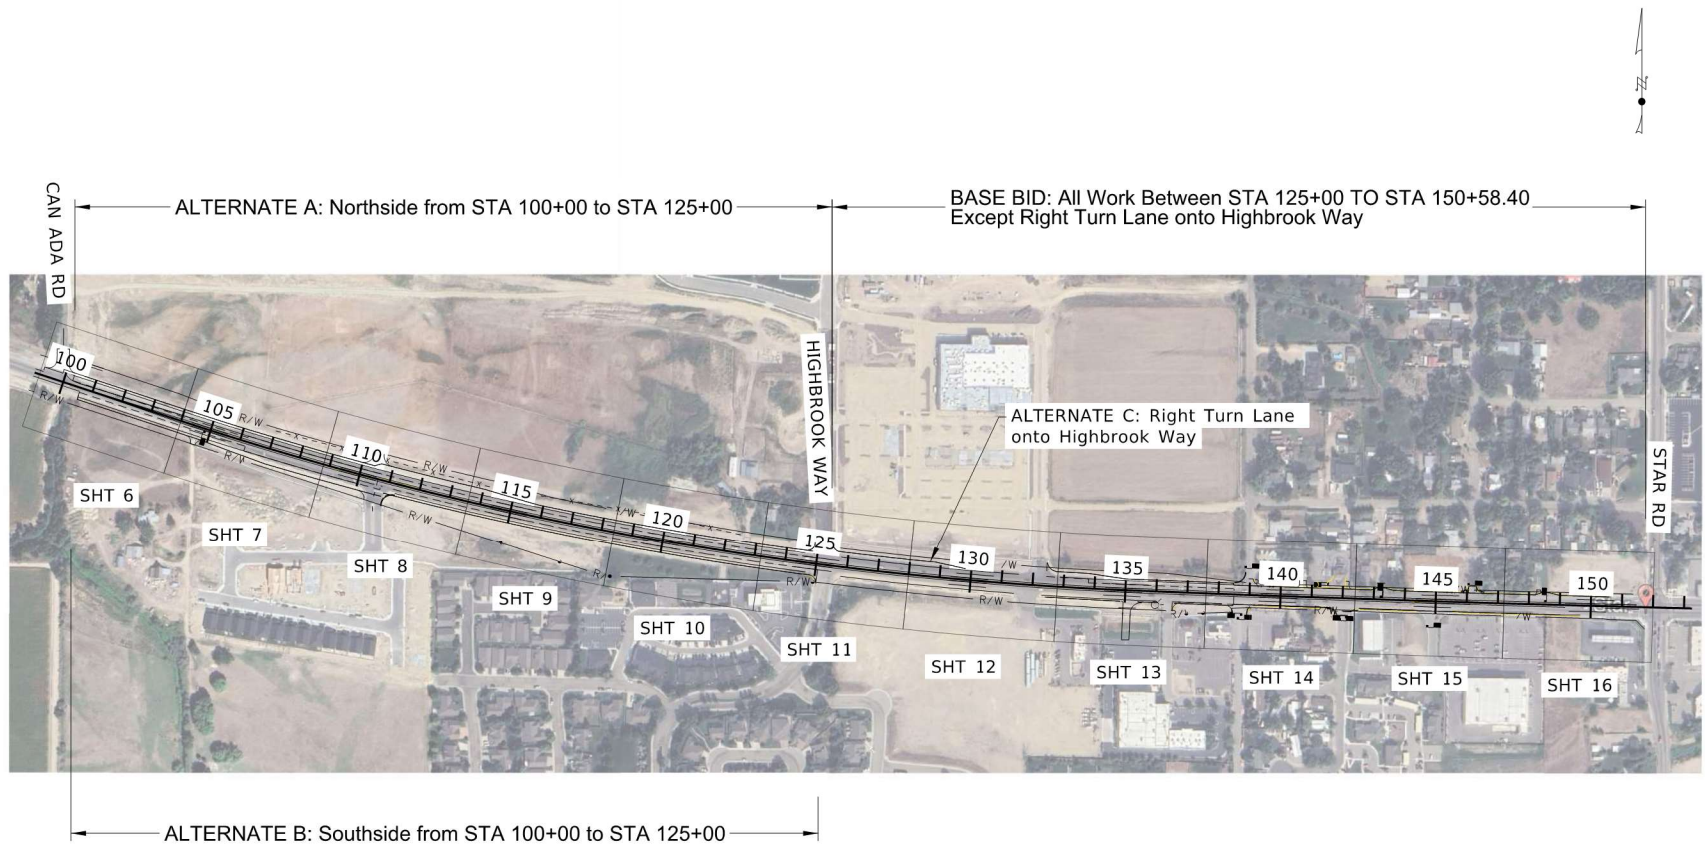 N
CAN ADA RD
ALTERNATE A: Northside from STA 100+00 to STA 125+00
BASE BID: All Work Between STA 125+00 TO STA 150+58.40
Except Right Turn Lane onto Highbrook Way
HIGHBROOK WAY
ALTERNATE C: Right Turn Lane
onto Highbrook Way
STAR RD
100
105
110
115
120
125
130
135
140
145
150
R/W
R/W
R/W
R/W
R/W
R/W
R/W
R/W
SHT 6
SHT 7
SHT 8
SHT 9
SHT 10
SHT 11
SHT 12
SHT 13
SHT 14
SHT 15
SHT 16
ALTERNATE B: Southside from STA 100+00 to STA 125+00